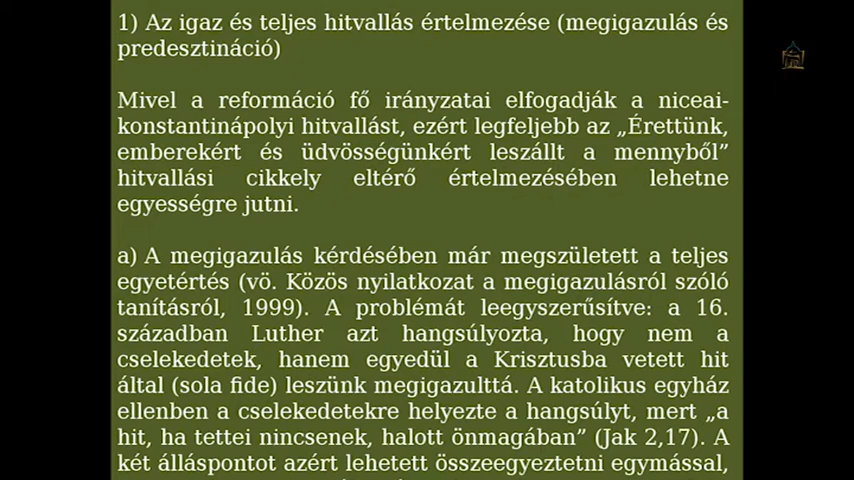 1) Az igaz és teljes hitvallás értelmezése (megigazulás és
predesztináció)
Mivel a reformáció fő irányzatai elfogadják a niceai-
konstantinápolyi hitvallást, ezért legfeljebb az „Érettünk,
emberekért és üdvösségünkért leszállt a mennyből”
hitvallási cikkely eltérő értelmezésében lehetne
egyességre jutni.
a) A megigazulás kérdésében már megszületett a teljes
egyetértés (vö. Közös nyilatkozat a megigazulásról szóló
tanításról, 1999). A problémát leegyszerűsítve: a 16.
században Luther azt hangsúlyozta, hogy nem a
cselekedetek, hanem egyedül a Krisztusba vetett hit
által (sola fide) leszünk megigazulttá. A katolikus egyház
ellenben a cselekedetekre helyezte a hangsúlyt, mert „a
hit, ha tettei nincsenek, halott önmagában” (Jak 2,17). A
két álláspontot azért lehetett összeegyeztetni egymással,